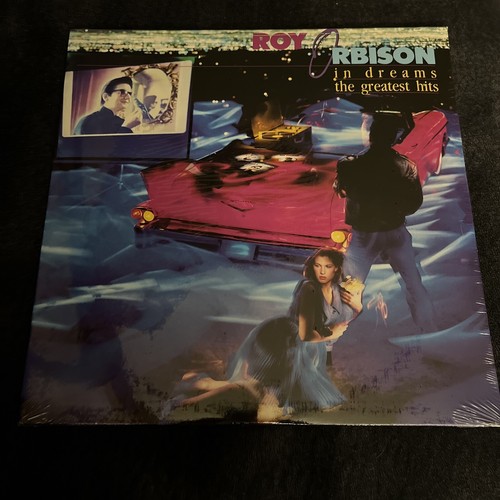 ROY ORBISON
in dreams
the greatest hits